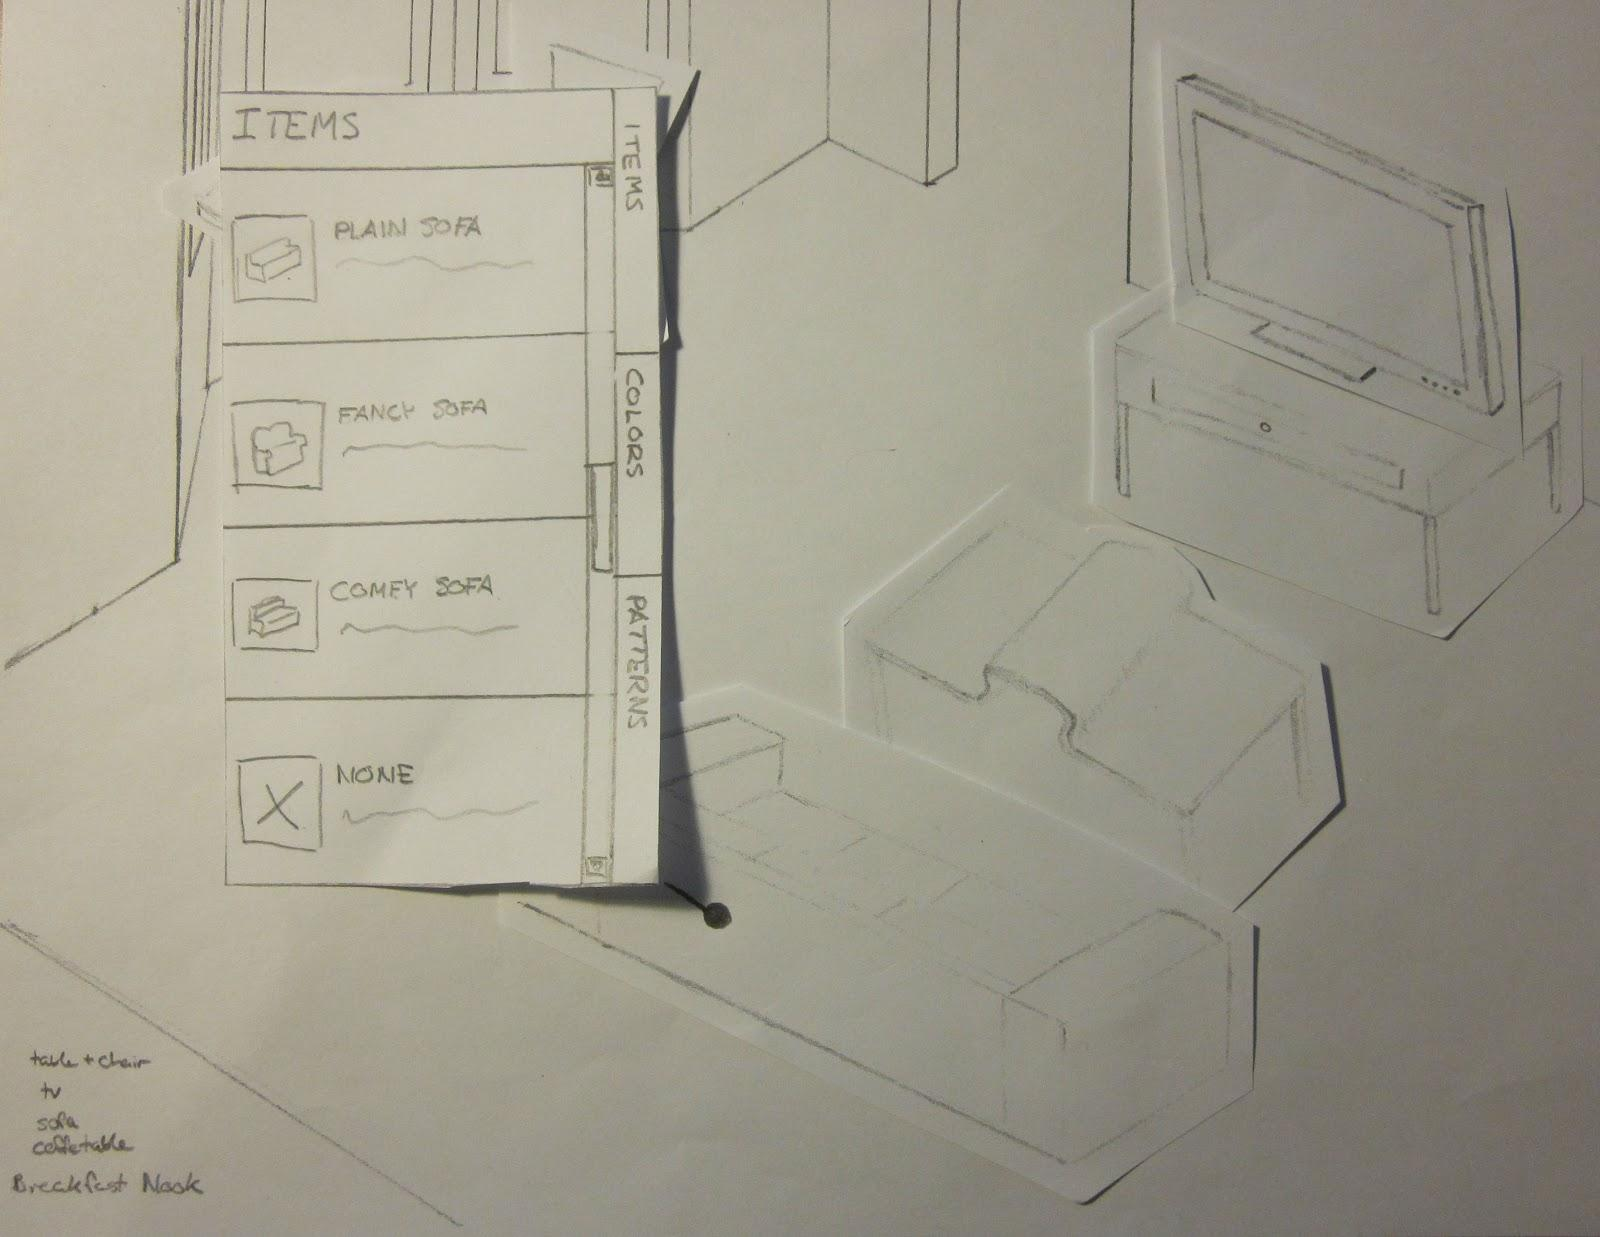 ITEMS
PLAIN SOFA
FANCY SOFA
COMFY SOFA
NONE
ITEMS
COLORS
PATTERNS
table + chair
tv
sofa
coffetable
Breakfast Nook